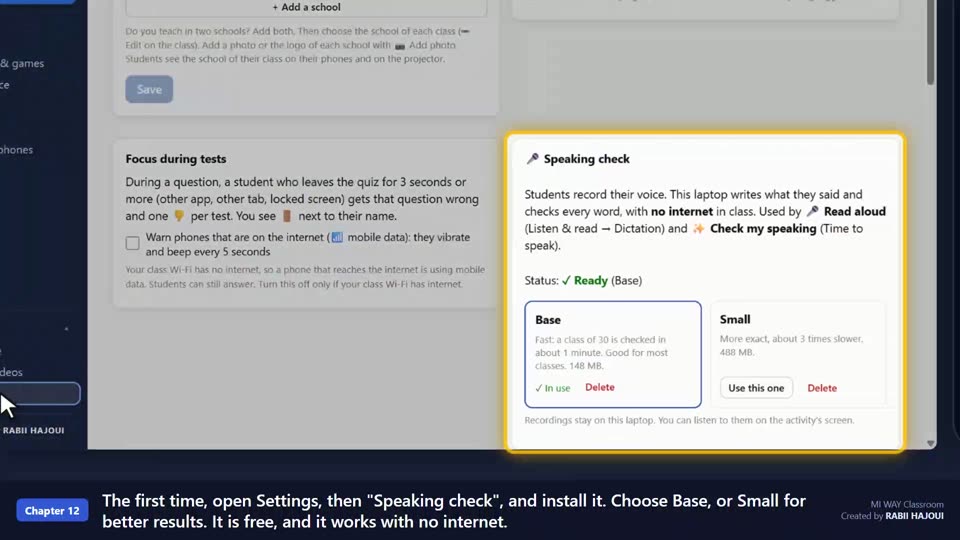 + Add a school
Do you teach in two schools? Add both. Then choose the school of each class (✏
Edit on the class). Add a photo or the logo of each school with 📷 Add photo.
Students see the school of their class on their phones and on the projector.
Save
& games
ce
phones
deos
RABII HAJOUI
Focus during tests
During a question, a student who leaves the quiz for 3 seconds or
more (other app, other tab, locked screen) gets that question wrong
and one 👎 per test. You see 🚪 next to their name.
Warn phones that are on the internet (📶 mobile data): they vibrate
and beep every 5 seconds
Your class Wi-Fi has no internet, so a phone that reaches the internet is using mobile
data. Students can still answer. Turn this off only if your class Wi-Fi has internet.
🎤 Speaking check
Students record their voice. This laptop writes what they said and
checks every word, with no internet in class. Used by 🎤 Read aloud
(Listen & read → Dictation) and ✨ Check my speaking (Time to
speak).
Status: ✓ Ready (Base)
Base
Fast: a class of 30 is checked in
about 1 minute. Good for most
classes. 148 MB.
✓ In use Delete
Small
More exact, about 3 times slower.
488 MB.
Use this one Delete
Recordings stay on this laptop. You can listen to them on the activity's screen.
Chapter 12
The first time, open Settings, then "Speaking check", and install it. Choose Base, or Small for
better results. It is free, and it works with no internet.
MI WAY Classroom
Created by RABII HAJOUI